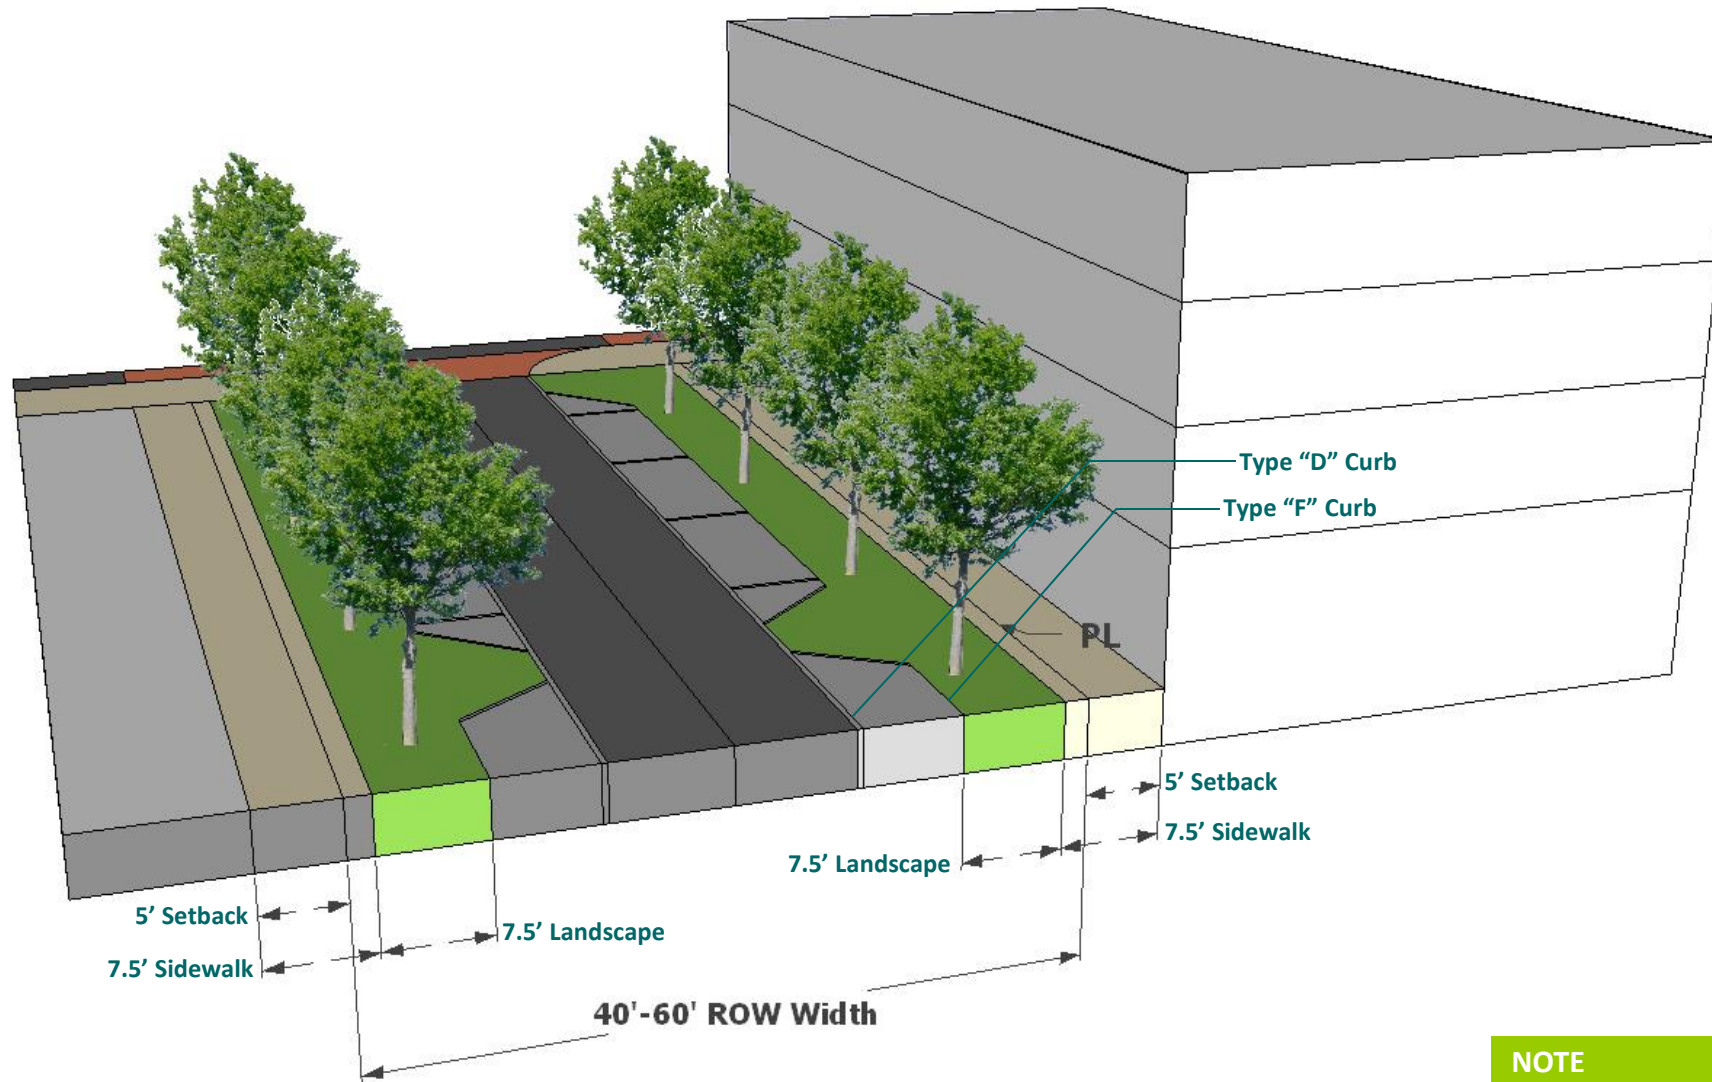 Type “D” Curb
Type “F” Curb
PL
5’ Setback
7.5’ Sidewalk
7.5’ Landscape
5’ Setback
7.5’ Landscape
7.5’ Sidewalk
40'-60' ROW Width
NOTE